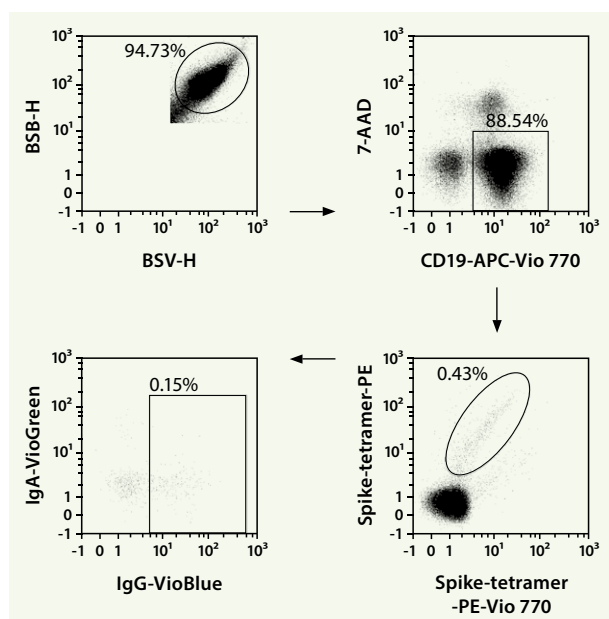 10³
94.73%
10²
BSB-H
10¹
1
0
-1
-1 0 1 10¹ 10² 10³
BSV-H
10³
10²
7-AAD
10¹
88.54%
1
0
-1
-1 0 1 10¹ 10² 10³
CD19-APC-Vio 770
10³
0.15%
10²
IgA-VioGreen
10¹
1
0
-1
-1 0 1 10¹ 10² 10³
IgG-VioBlue
10³
0.43%
10²
Spike-tetramer-PE
10¹
1
0
-1
-1 0 1 10¹ 10² 10³
Spike-tetramer
-PE-Vio 770